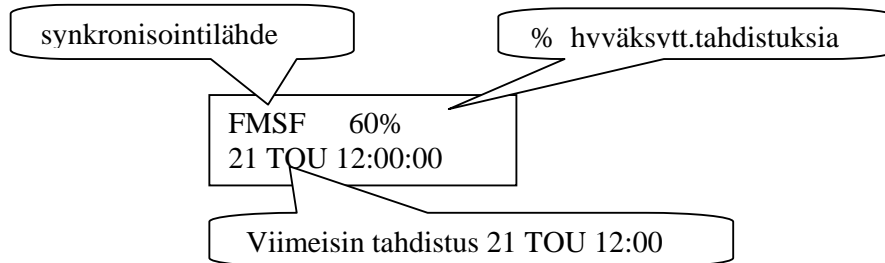 synkronisointilähde
% hyväksytt.tahdistuksia
FMSF 60%
21 TOU 12:00:00
Viimeisin tahdistus 21 TOU 12:00